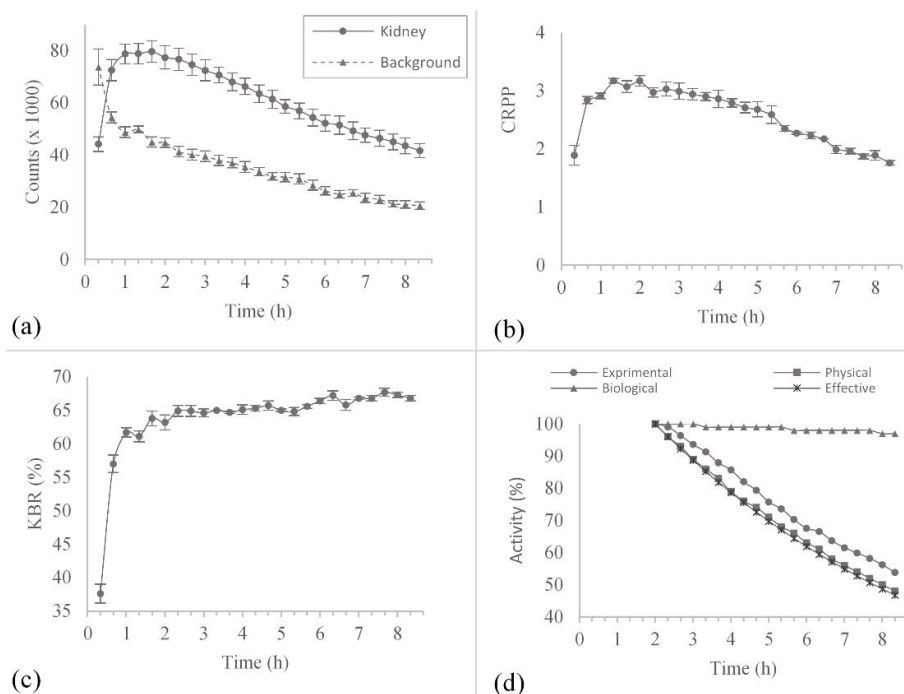 Kidney
Background
80
60
40
20
0
Counts (x 1000)
0 1 2 3 4 5 6 7 8
Time (h)
(a)
4
3
2
1
CRPP
0 1 2 3 4 5 6 7 8
Time (h)
(b)
70
65
60
55
50
45
40
35
KBR (%)
0 1 2 3 4 5 6 7 8
Time (h)
(c)
Exprimental
Physical
Biological
Effective
100
90
80
70
60
50
40
Activity (%)
0 1 2 3 4 5 6 7 8
Time (h)
(d)